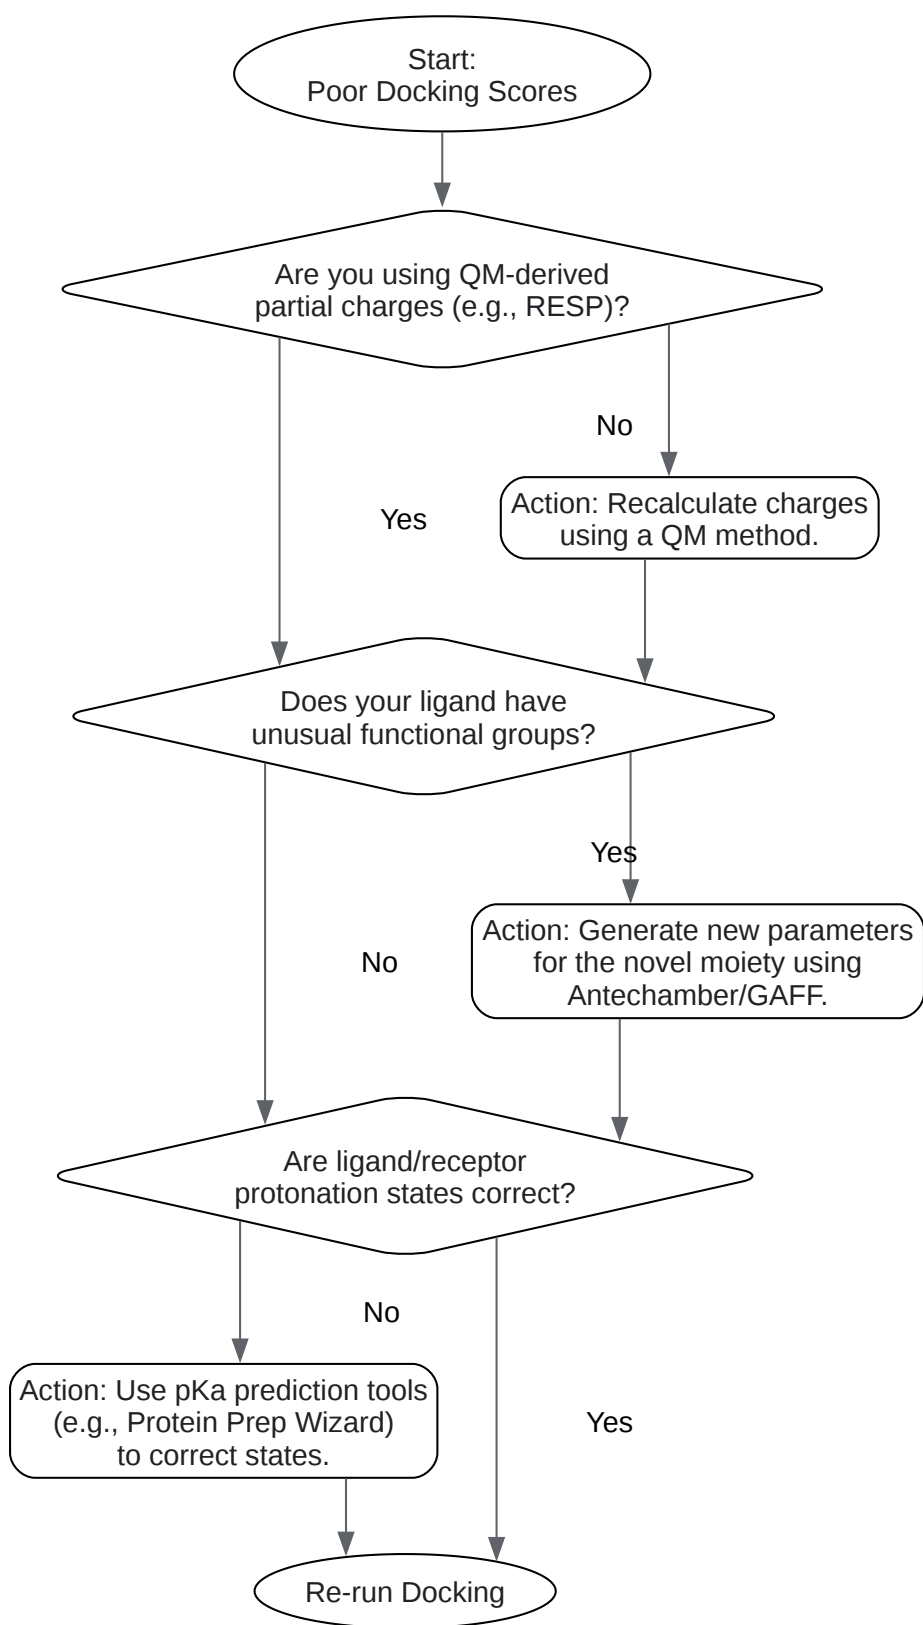 Start:
Poor Docking Scores
Are you using QM-derived
partial charges (e.g., RESP)?
No
Yes
Action: Recalculate charges
using a QM method.
Does your ligand have
unusual functional groups?
Yes
No
Action: Generate new parameters
for the novel moiety using
Antechamber/GAFF.
Are ligand/receptor
protonation states correct?
No
Yes
Action: Use pKa prediction tools
(e.g., Protein Prep Wizard)
to correct states.
Re-run Docking